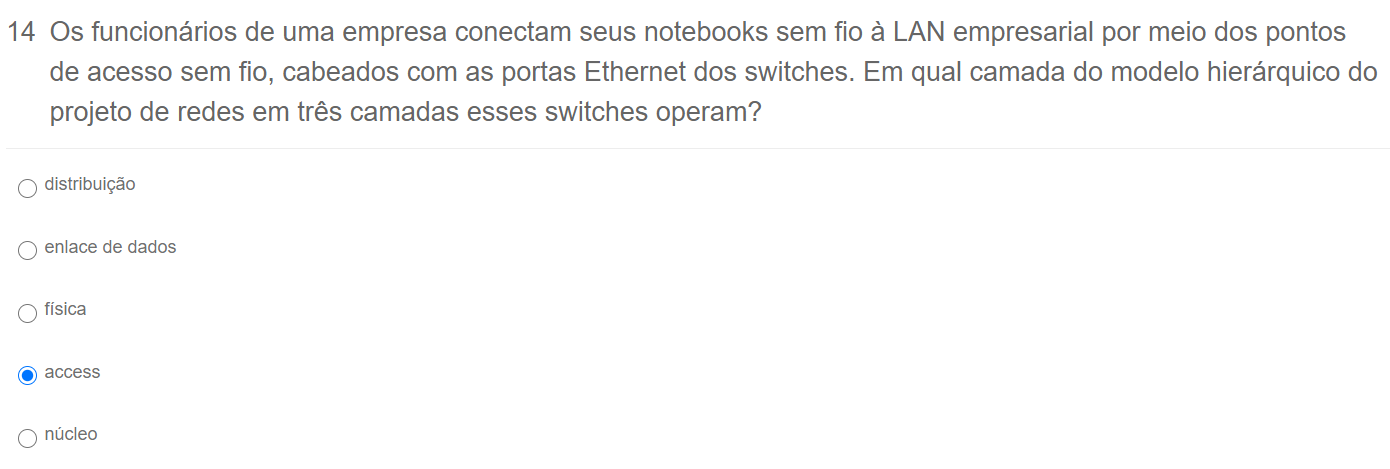 14 Os funcionários de uma empresa conectam seus notebooks sem fio à LAN empresarial por meio dos pontos
de acesso sem fio, cabeados com as portas Ethernet dos switches. Em qual camada do modelo hierárquico do
projeto de redes em três camadas esses switches operam?
distribuição
enlace de dados
física
access
núcleo